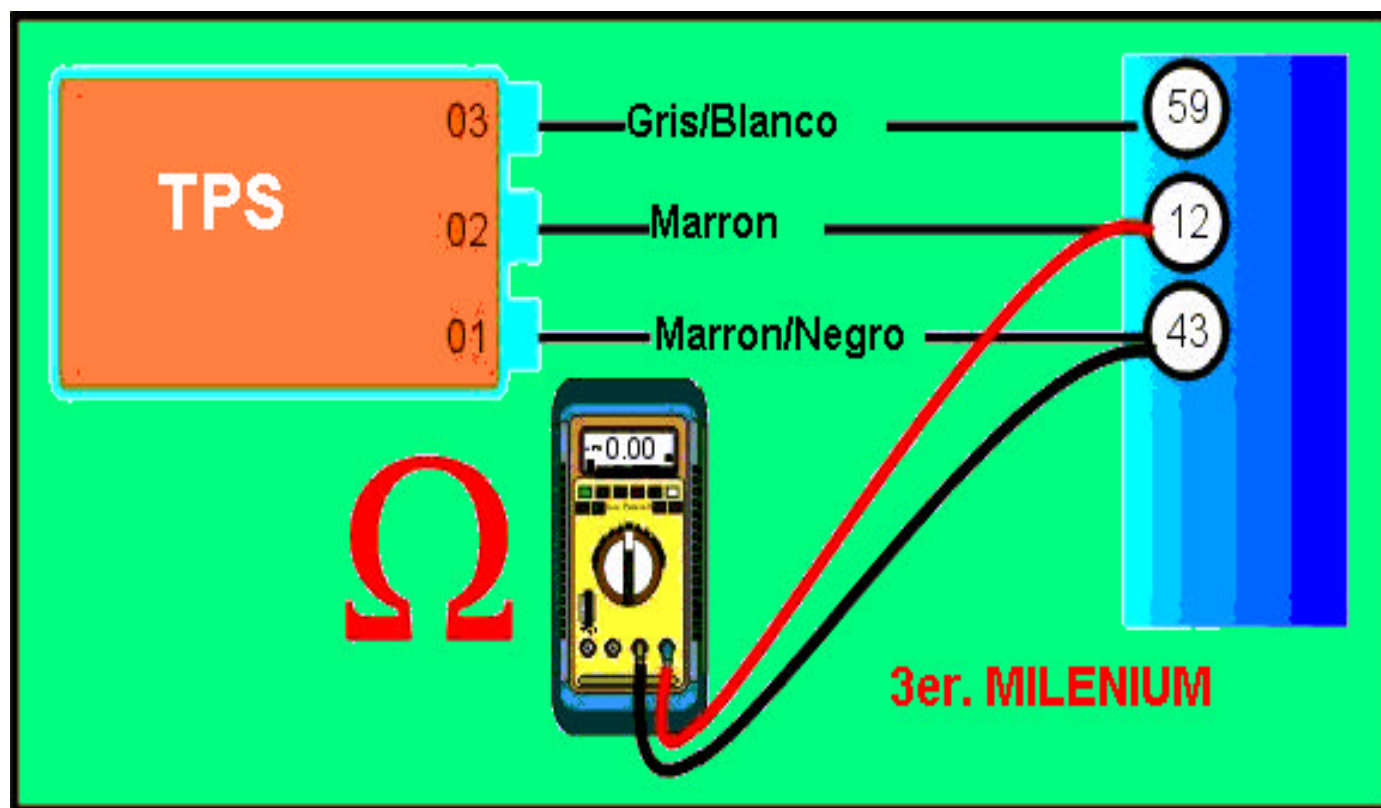 03 Gris/Blanco 59
TPS
02 Marron 12
01 Marron/Negro 43
0.00
Ω
3er. MILENIUM